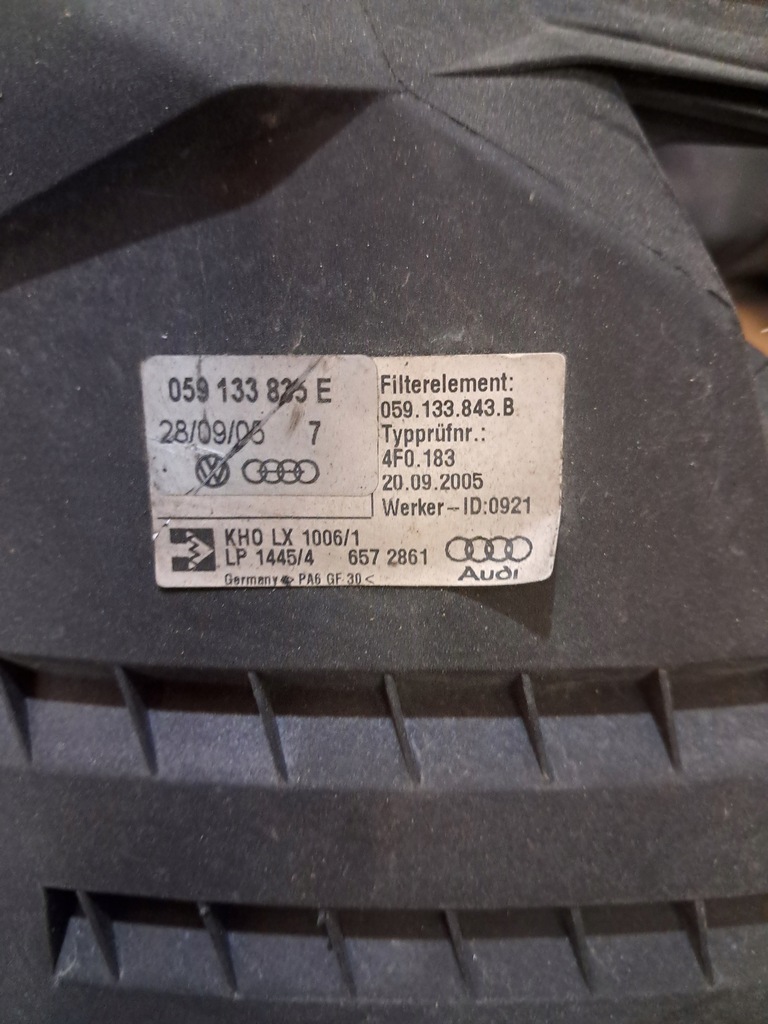 059 133 835 E
28/09/05 7
Filterelement:
059.133.843.B
Typprüfnr.:
4F0.183
20.09.2005
Werker-ID:0921
KHO LX 1006/1
LP 1445/4 657 2861
Audi
Germany > PA6 GF 30 <